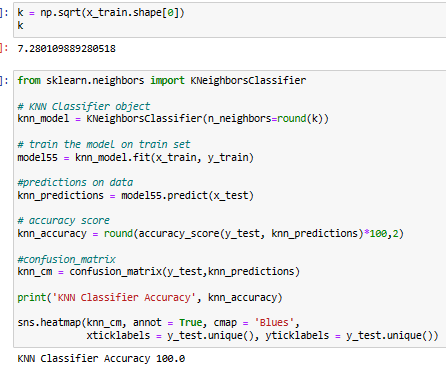 ]: k = np.sqrt(x_train.shape[0])
k
]: 7.280109889280518
]: from sklearn.neighbors import KNeighborsClassifier
# KNN Classifier object
knn_model = KNeighborsClassifier(n_neighbors=round(k))
# train the model on train set
model55 = knn_model.fit(x_train, y_train)
#predictions on data
knn_predictions = model55.predict(x_test)
# accuracy score
knn_accuracy = round(accuracy_score(y_test, knn_predictions)*100,2)
#confusion_matrix
knn_cm = confusion_matrix(y_test,knn_predictions)
print('KNN Classifier Accuracy', knn_accuracy)
sns.heatmap(knn_cm, annot = True, cmap = 'Blues',
xticklabels = y_test.unique(), yticklabels = y_test.unique())
KNN Classifier Accuracy 100.0